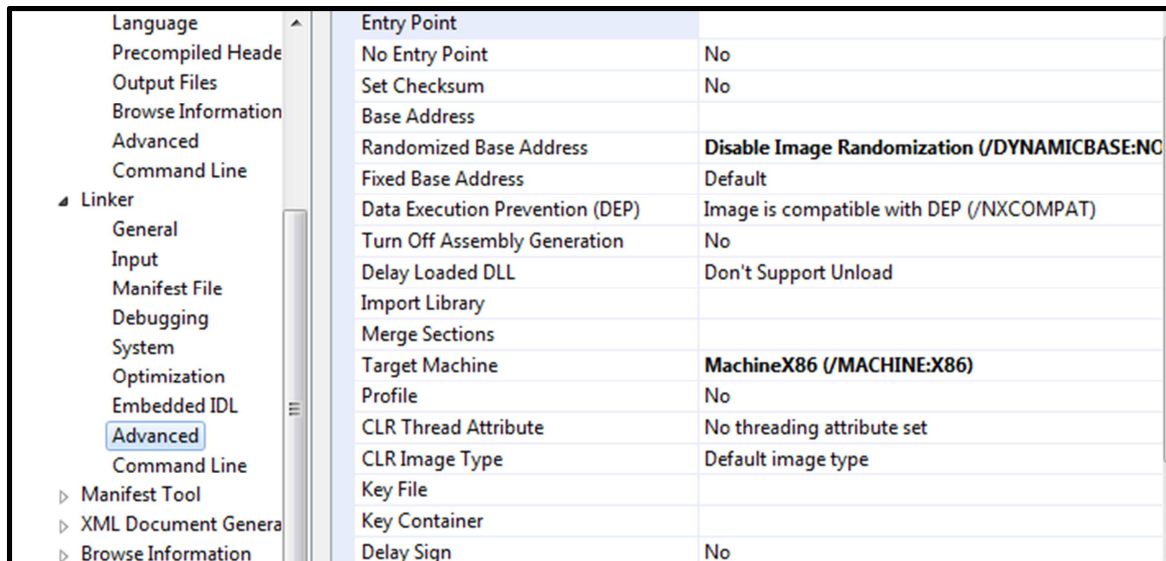 Language
Precompiled Heade
Output Files
Browse Information
Advanced
Command Line
Linker
General
Input
Manifest File
Debugging
System
Optimization
Embedded IDL
Advanced
Command Line
Manifest Tool
XML Document Genera
Browse Information
Entry Point
No Entry Point No
Set Checksum No
Base Address
Randomized Base Address Disable Image Randomization (/DYNAMICBASE:NO
Fixed Base Address Default
Data Execution Prevention (DEP) Image is compatible with DEP (/NXCOMPAT)
Turn Off Assembly Generation No
Delay Loaded DLL Don't Support Unload
Import Library
Merge Sections
Target Machine MachineX86 (/MACHINE:X86)
Profile No
CLR Thread Attribute No threading attribute set
CLR Image Type Default image type
Key File
Key Container
Delay Sign No